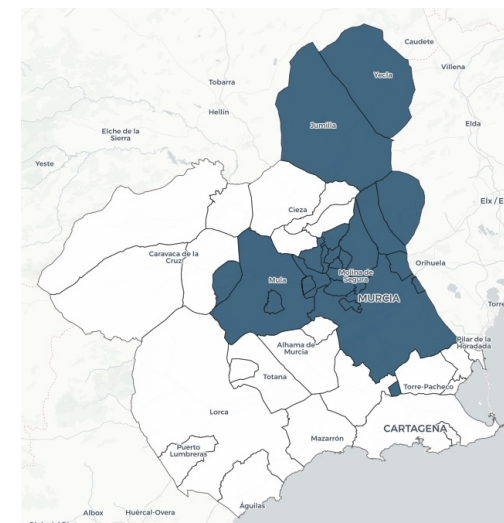 Caudete
Villena
Yecla
Tobarra
Hellín
Jumilla
Elda
Elche de la
Sierra
Yeste
Elx / E
Cieza
Caravaca de la
Cruz
Orihuela
Mula
Molina de
Segura
MURCIA
Torre
Pilar de la
Horadada
Alhama de
Murcia
Totana
Torre-Pacheco
Lorca
CARTAGENA
Mazarrón
Puerto
Lumbreras
Águilas
Albox
Huércal-Overa